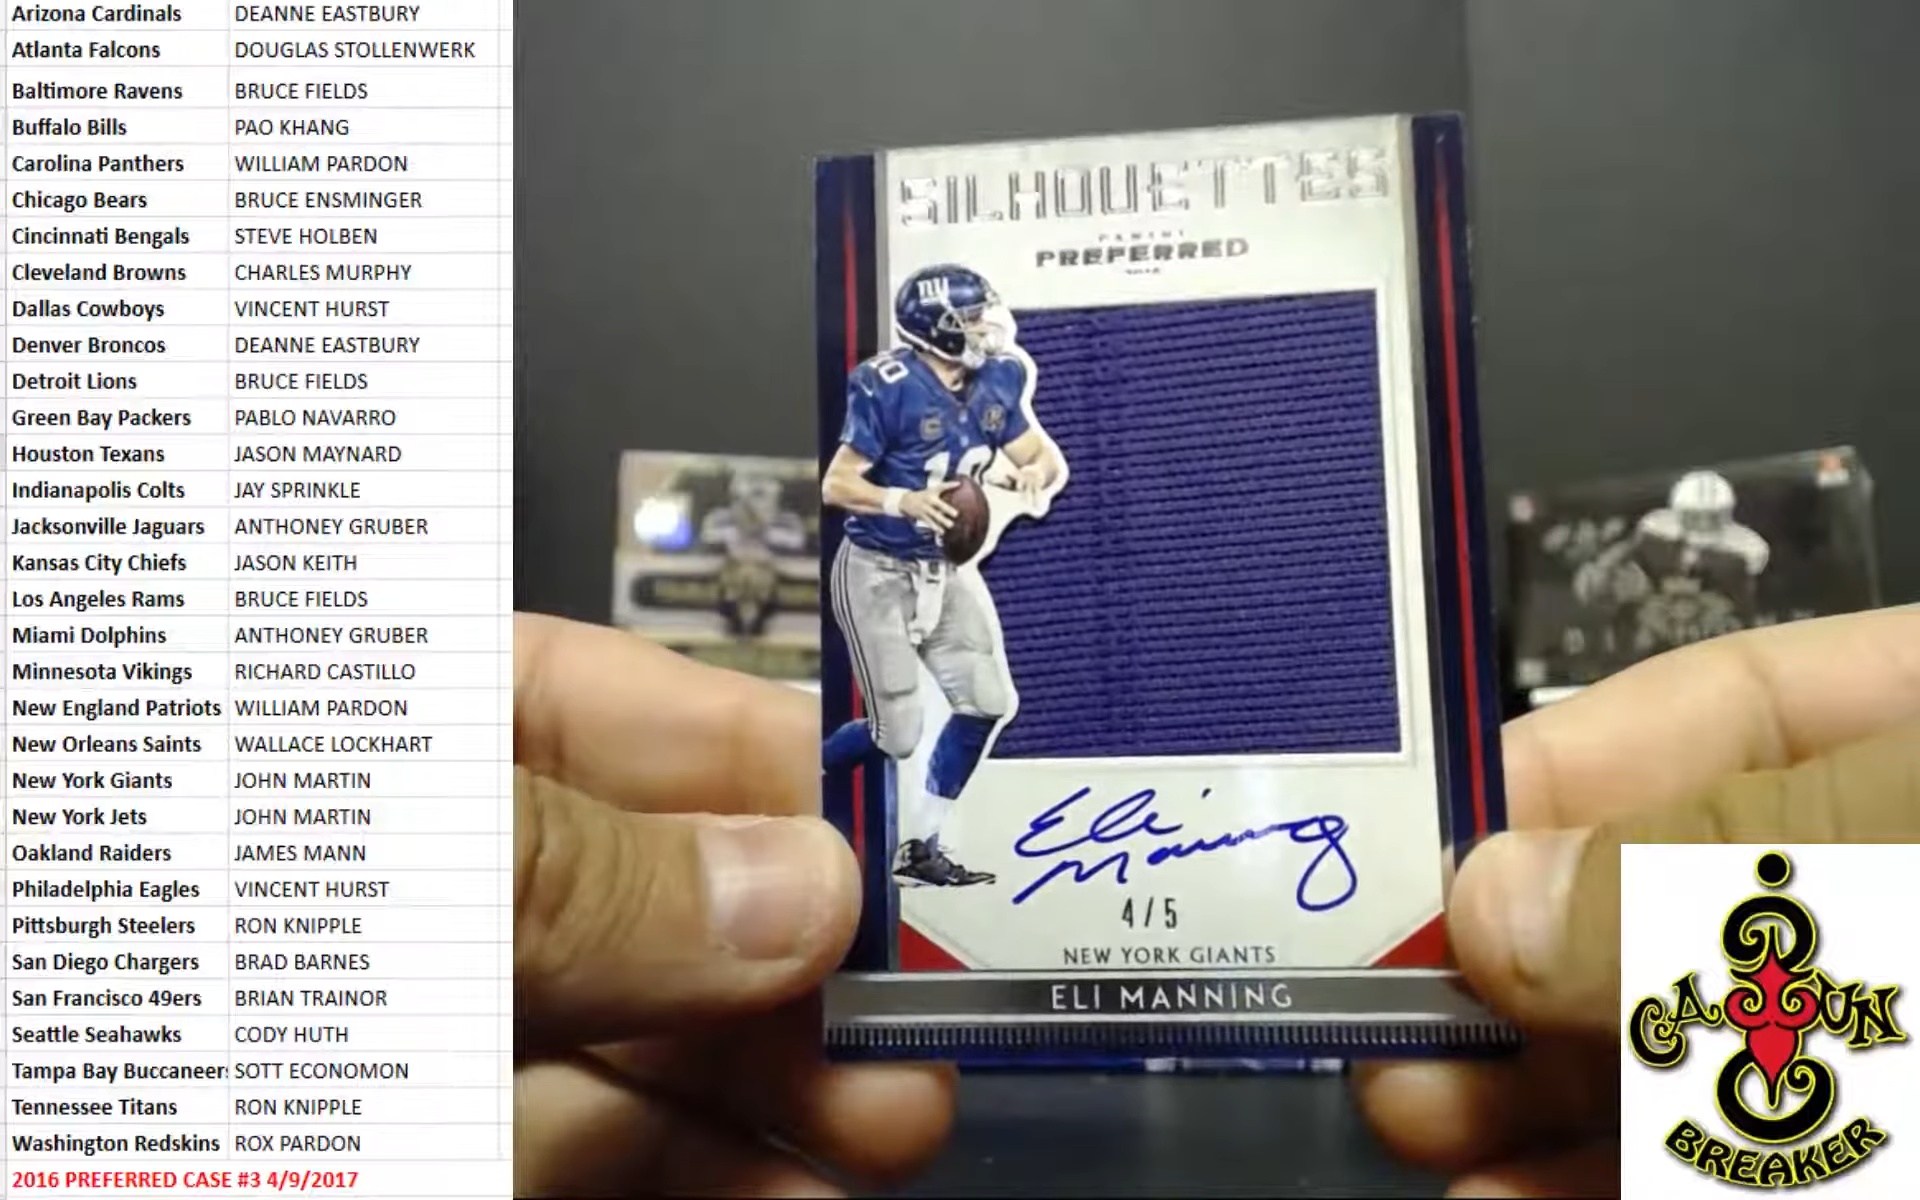 Arizona Cardinals DEANNE EASTBURY
Atlanta Falcons DOUGLAS STOLLENWERK
Baltimore Ravens BRUCE FIELDS
Buffalo Bills PAO KHANG
Carolina Panthers WILLIAM PARDON
Chicago Bears BRUCE ENSMINGER
Cincinnati Bengals STEVE HOLBEN
Cleveland Browns CHARLES MURPHY
Dallas Cowboys VINCENT HURST
Denver Broncos DEANNE EASTBURY
Detroit Lions BRUCE FIELDS
Green Bay Packers PABLO NAVARRO
Houston Texans JASON MAYNARD
Indianapolis Colts JAY SPRINKLE
Jacksonville Jaguars ANTHONEY GRUBER
Kansas City Chiefs JASON KEITH
Los Angeles Rams BRUCE FIELDS
Miami Dolphins ANTHONEY GRUBER
Minnesota Vikings RICHARD CASTILLO
New England Patriots WILLIAM PARDON
New Orleans Saints WALLACE LOCKHART
New York Giants JOHN MARTIN
New York Jets JOHN MARTIN
Oakland Raiders JAMES MANN
Philadelphia Eagles VINCENT HURST
Pittsburgh Steelers RON KNIPPLE
San Diego Chargers BRAD BARNES
San Francisco 49ers BRIAN TRAINOR
Seattle Seahawks CODY HUTH
Tampa Bay Buccaneer SOTT ECONOMON
Tennessee Titans RON KNIPPLE
Washington Redskins ROX PARDON
2016 PREFERRED CASE #3 4/9/2017
SILHOUETTES
PANINI
PREFERRED
ny
10
10
Eli
Manning
4/5
NEW YORK GIANTS
ELI MANNING
CAJUN
BREAKER